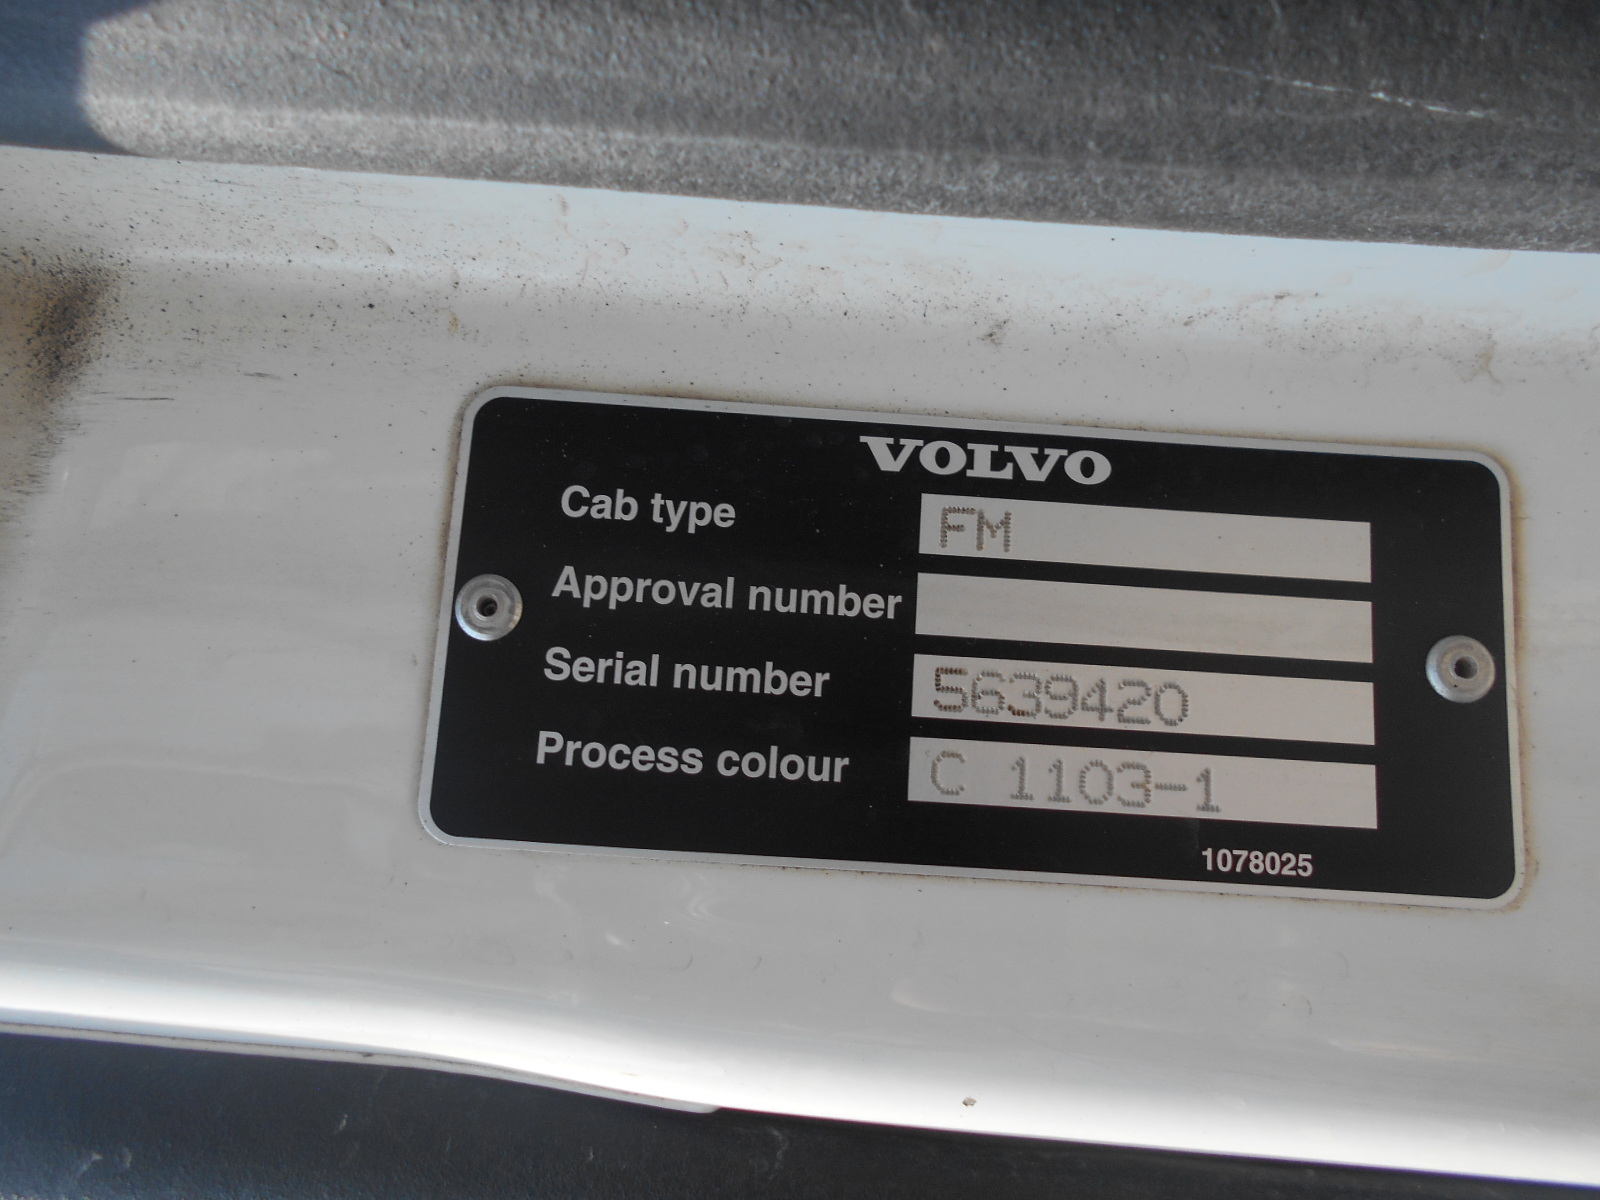 VOLVO
Cab type FM
Approval number
Serial number 5639420
Process colour C 1103-1
1078025